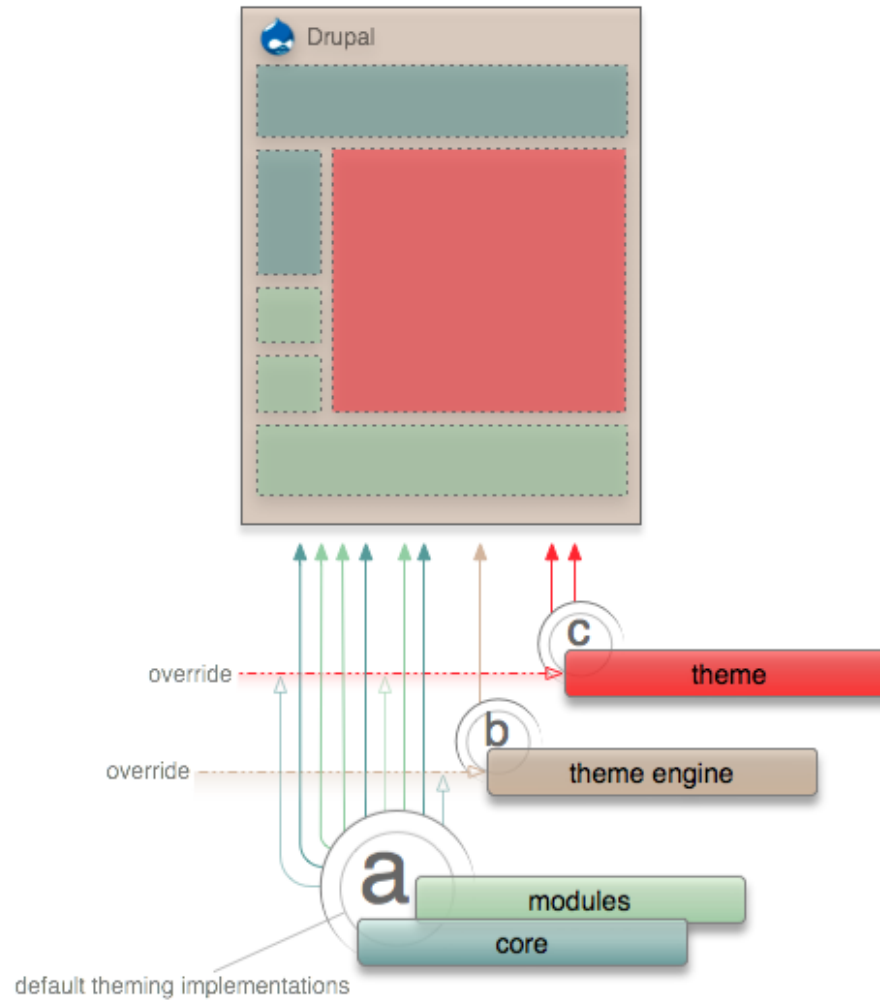 Drupal
c
override
theme
b
override
theme engine
a
modules
core
default theming implementations